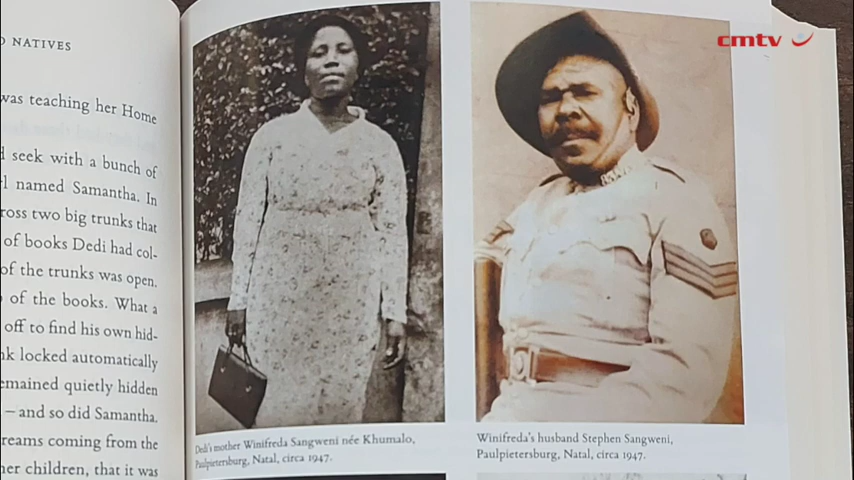 D NATIVES
was teaching her Home
seek with a bunch of
named Samantha. In
ross two big trunks that
of books Dedi had col-
of the trunks was open.
of the books. What a
off to find his own hid-
nk locked automatically
emained quietly hidden
– and so did Samantha.
reams coming from the
her children, that it was
cmtv
Dedi's mother Winifreda Sangweni née Khumalo,
Paulpietersburg, Natal, circa 1947.
Winifreda's husband Stephen Sangweni,
Paulpietersburg, Natal, circa 1947.